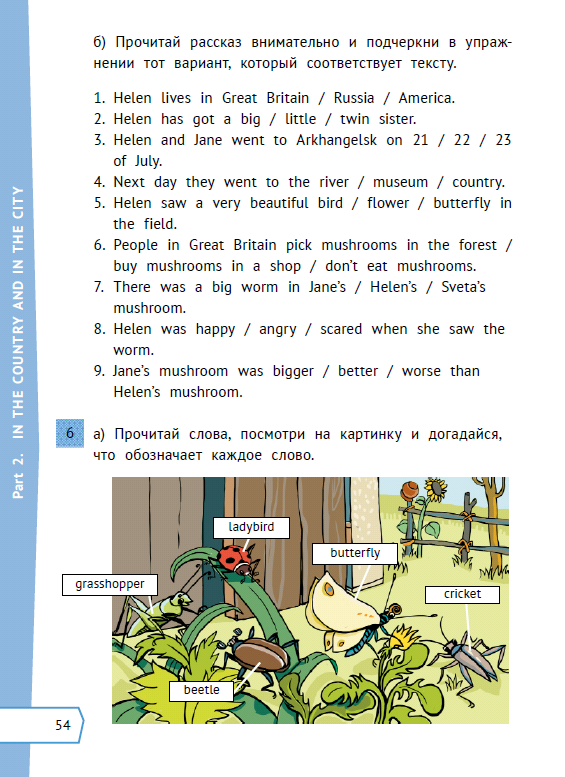 б) Прочитай рассказ внимательно и подчеркни в упраж-
нении тот вариант, который соответствует тексту.
1. Helen lives in Great Britain / Russia / America.
2. Helen has got a big / little / twin sister.
3. Helen and Jane went to Arkhangelsk on 21 / 22 / 23
of July.
4. Next day they went to the river / museum / country.
5. Helen saw a very beautiful bird / flower / butterfly in
the field.
6. People in Great Britain pick mushrooms in the forest /
buy mushrooms in a shop / don’t eat mushrooms.
7. There was a big worm in Jane’s / Helen’s / Sveta’s
mushroom.
8. Helen was happy / angry / scared when she saw the
worm.
9. Jane’s mushroom was bigger / better / worse than
Helen’s mushroom.
6 а) Прочитай слова, посмотри на картинку и догадайся,
что обозначает каждое слово.
ladybird
butterfly
grasshopper
cricket
beetle
Part 2. IN THE COUNTRY AND IN THE CITY
54